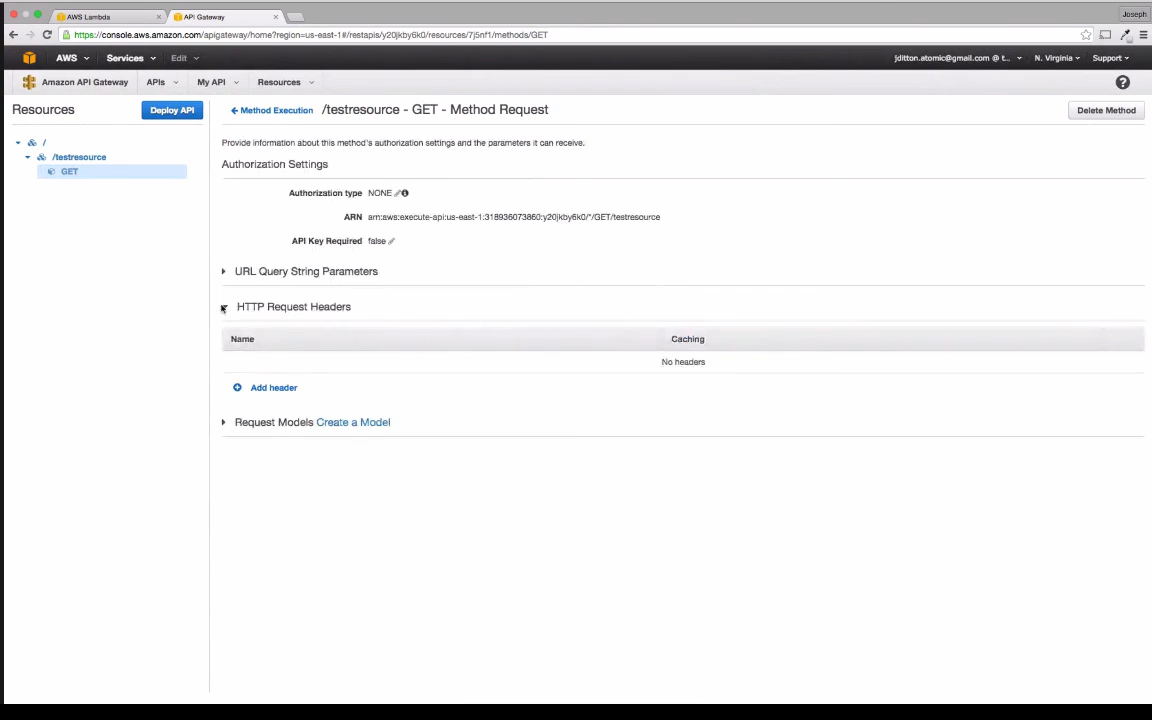 AWS Lambda
API Gateway
Joseph
https://console.aws.amazon.com/apigateway/home?region=us-east-1#/restapis/y20jkby6k0/resources/7j5nf1/methods/GET
AWS Services Edit jditton.atomic@gmail.com @ t... N. Virginia Support
Amazon API Gateway APIs My API Resources ?
Resources Deploy API
Method Execution /testresource - GET - Method Request Delete Method
/
/testresource
GET
Provide information about this method's authorization settings and the parameters it can receive.
Authorization Settings
Authorization type NONE
ARN arn:aws:execute-api:us-east-1:318936073860:y20jkby6k0/*/GET/testresource
API Key Required false
URL Query String Parameters
HTTP Request Headers
Name Caching
No headers
Add header
Request Models Create a Model